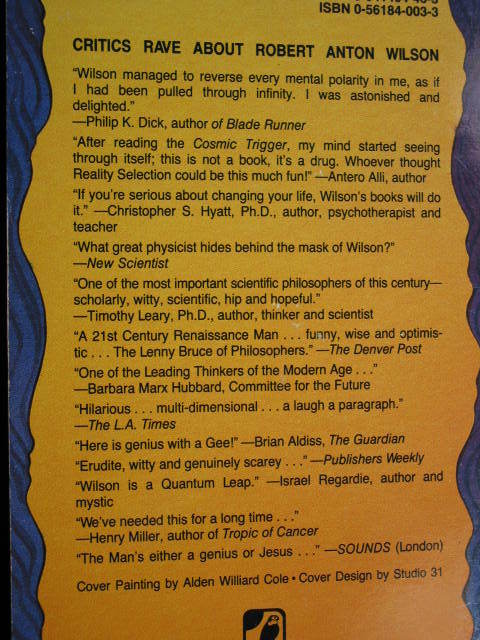 ISBN 0-56184-003-3
CRITICS RAVE ABOUT ROBERT ANTON WILSON
“Wilson managed to reverse every mental polarity in me, as if
I had been pulled through infinity. I was astonished and
delighted.”
—Philip K. Dick, author of Blade Runner
“After reading the Cosmic Trigger, my mind started seeing
through itself; this is not a book, it’s a drug. Whoever thought
Reality Selection could be this much fun!” —Antero Alli, author
“If you’re serious about changing your life, Wilson’s books will do
it.” —Christopher S. Hyatt, Ph.D., author, psychotherapist and
teacher
“What great physicist hides behind the mask of Wilson?”
—New Scientist
“One of the most important scientific philosophers of this century—
scholarly, witty, scientific, hip and hopeful.”
—Timothy Leary, Ph.D., author, thinker and scientist
“A 21st Century Renaissance Man . . . funny, wise and optimis-
tic . . . The Lenny Bruce of Philosophers.” —The Denver Post
“One of the Leading Thinkers of the Modern Age . . .”
—Barbara Marx Hubbard, Committee for the Future
“Hilarious . . . multi-dimensional . . . a laugh a paragraph.”
—The L.A. Times
“Here is genius with a Gee!” —Brian Aldiss, The Guardian
“Erudite, witty and genuinely scarey . . .” —Publishers Weekly
“Wilson is a Quantum Leap.” —Israel Regardie, author and
mystic
“We’ve needed this for a long time . . .”
—Henry Miller, author of Tropic of Cancer
“The Man’s either a genius or Jesus . . .” —SOUNDS (London)
Cover Painting by Alden Williard Cole • Cover Design by Studio 31